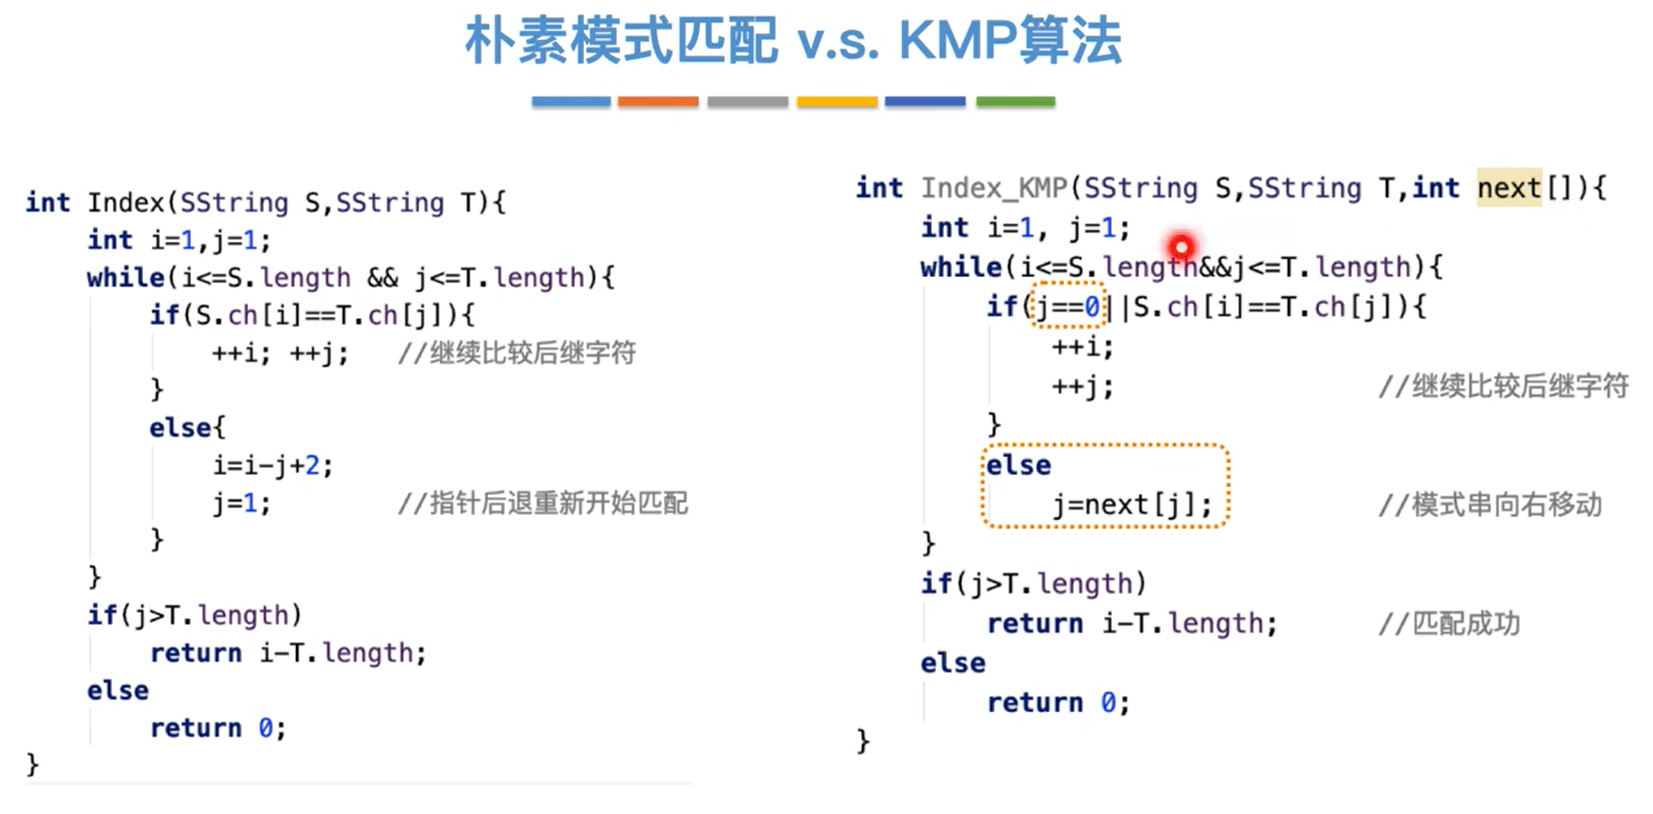 朴素模式匹配 v.s. KMP算法
int Index(SString S,SString T){
int i=1,j=1;
while(i<=S.length && j<=T.length){
if(S.ch[i]==T.ch[j]){
++i; ++j; //继续比较后继字符
}
else{
i=i-j+2;
j=1; //指针后退重新开始匹配
}
}
if(j>T.length)
return i-T.length;
else
return 0;
}
int Index_KMP(SString S,SString T,int next[]){
int i=1, j=1;
while(i<=S.length&&j<=T.length){
if(j==0||S.ch[i]==T.ch[j]){
++i;
++j; //继续比较后继字符
}
else
j=next[j]; //模式串向右移动
}
if(j>T.length)
return i-T.length; //匹配成功
else
return 0;
}